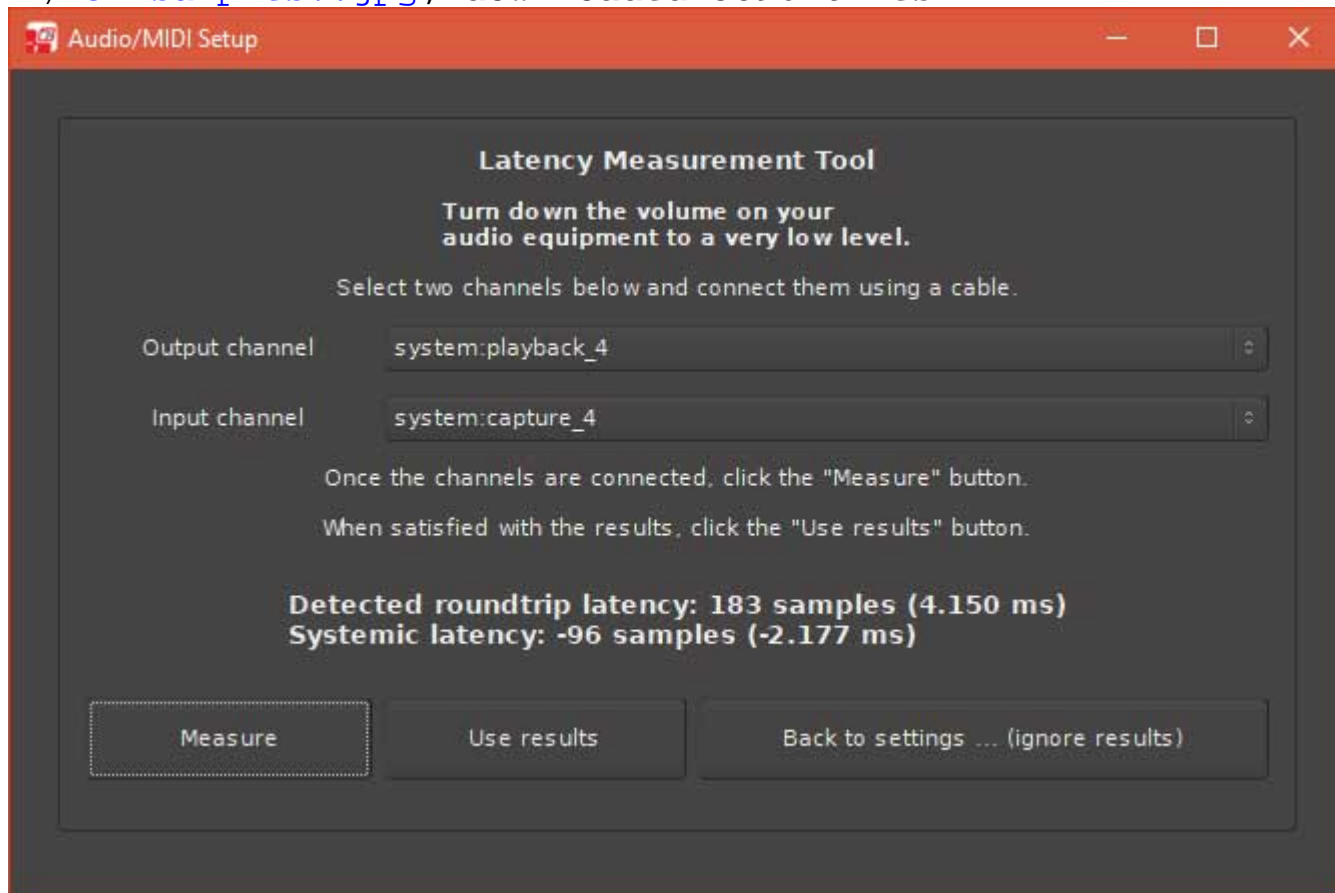 Audio/MIDI Setup
Latency Measurement Tool
Turn down the volume on your
audio equipment to a very low level.
Select two channels below and connect them using a cable.
Output channel system:playback_4
Input channel system:capture_4
Once the channels are connected, click the "Measure" button.
When satisfied with the results, click the "Use results" button.
Detected roundtrip latency: 183 samples (4.150 ms)
Systemic latency: -96 samples (-2.177 ms)
Measure Use results Back to settings ... (ignore results)